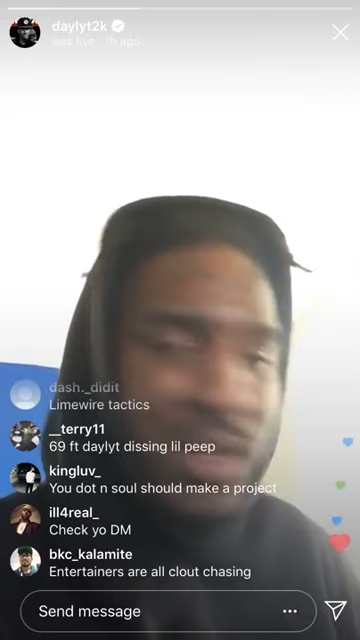 daylyt2k
was live · 1h ago
dash._didit
Limewire tactics
__terry11
69 ft daylyt dissing lil peep
kingluv_
You dot n soul should make a project
ill4real_
Check yo DM
bkc_kalamite
Entertainers are all clout chasing
Send message